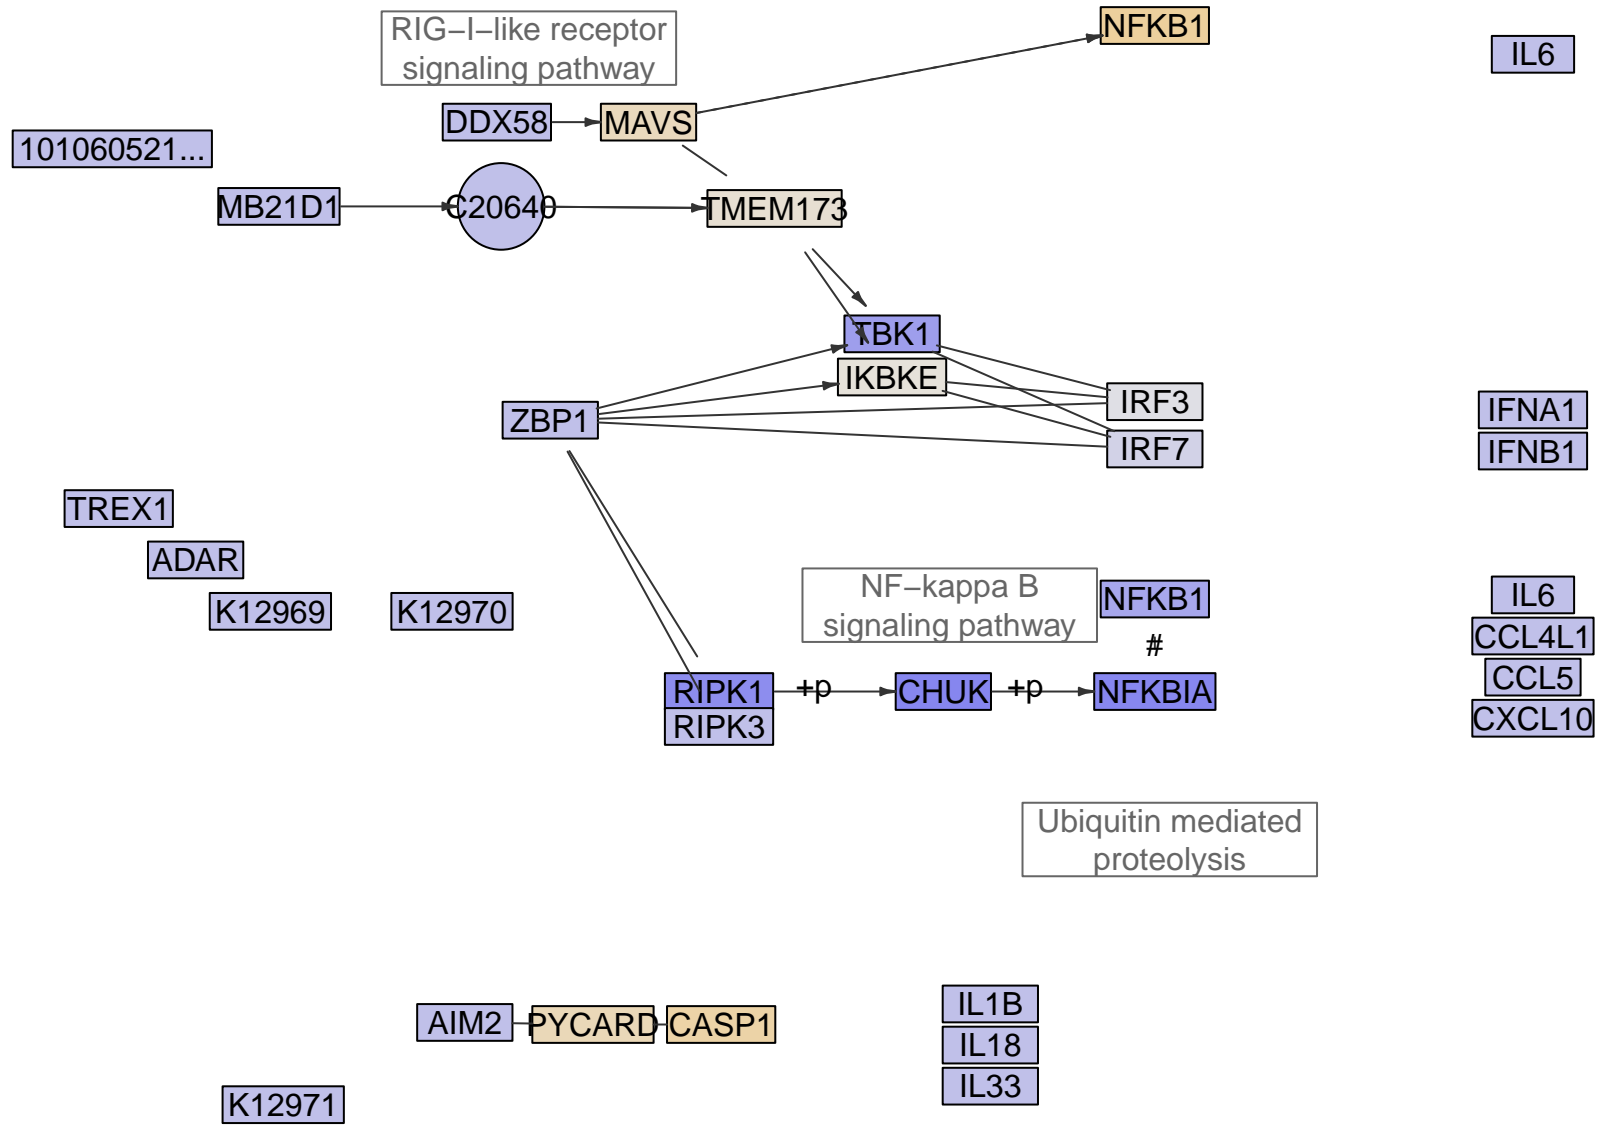 RIG−I−like receptor
signaling pathway
NFKB1
IL6
DDX58
MAVS
101060521...
MB21D1
C20640
TMEM173
TBK1
IKBKE
IRF3
ZBP1
IRF7
IFNA1
IFNB1
TREX1
ADAR
K12969
K12970
NF−kappa B
signaling pathway
NFKB1
#
IL6
CCL4L1
CCL5
CXCL10
RIPK1
+p
CHUK
+p
NFKBIA
RIPK3
Ubiquitin mediated
proteolysis
AIM2
PYCARD
CASP1
IL1B
IL18
IL33
K12971